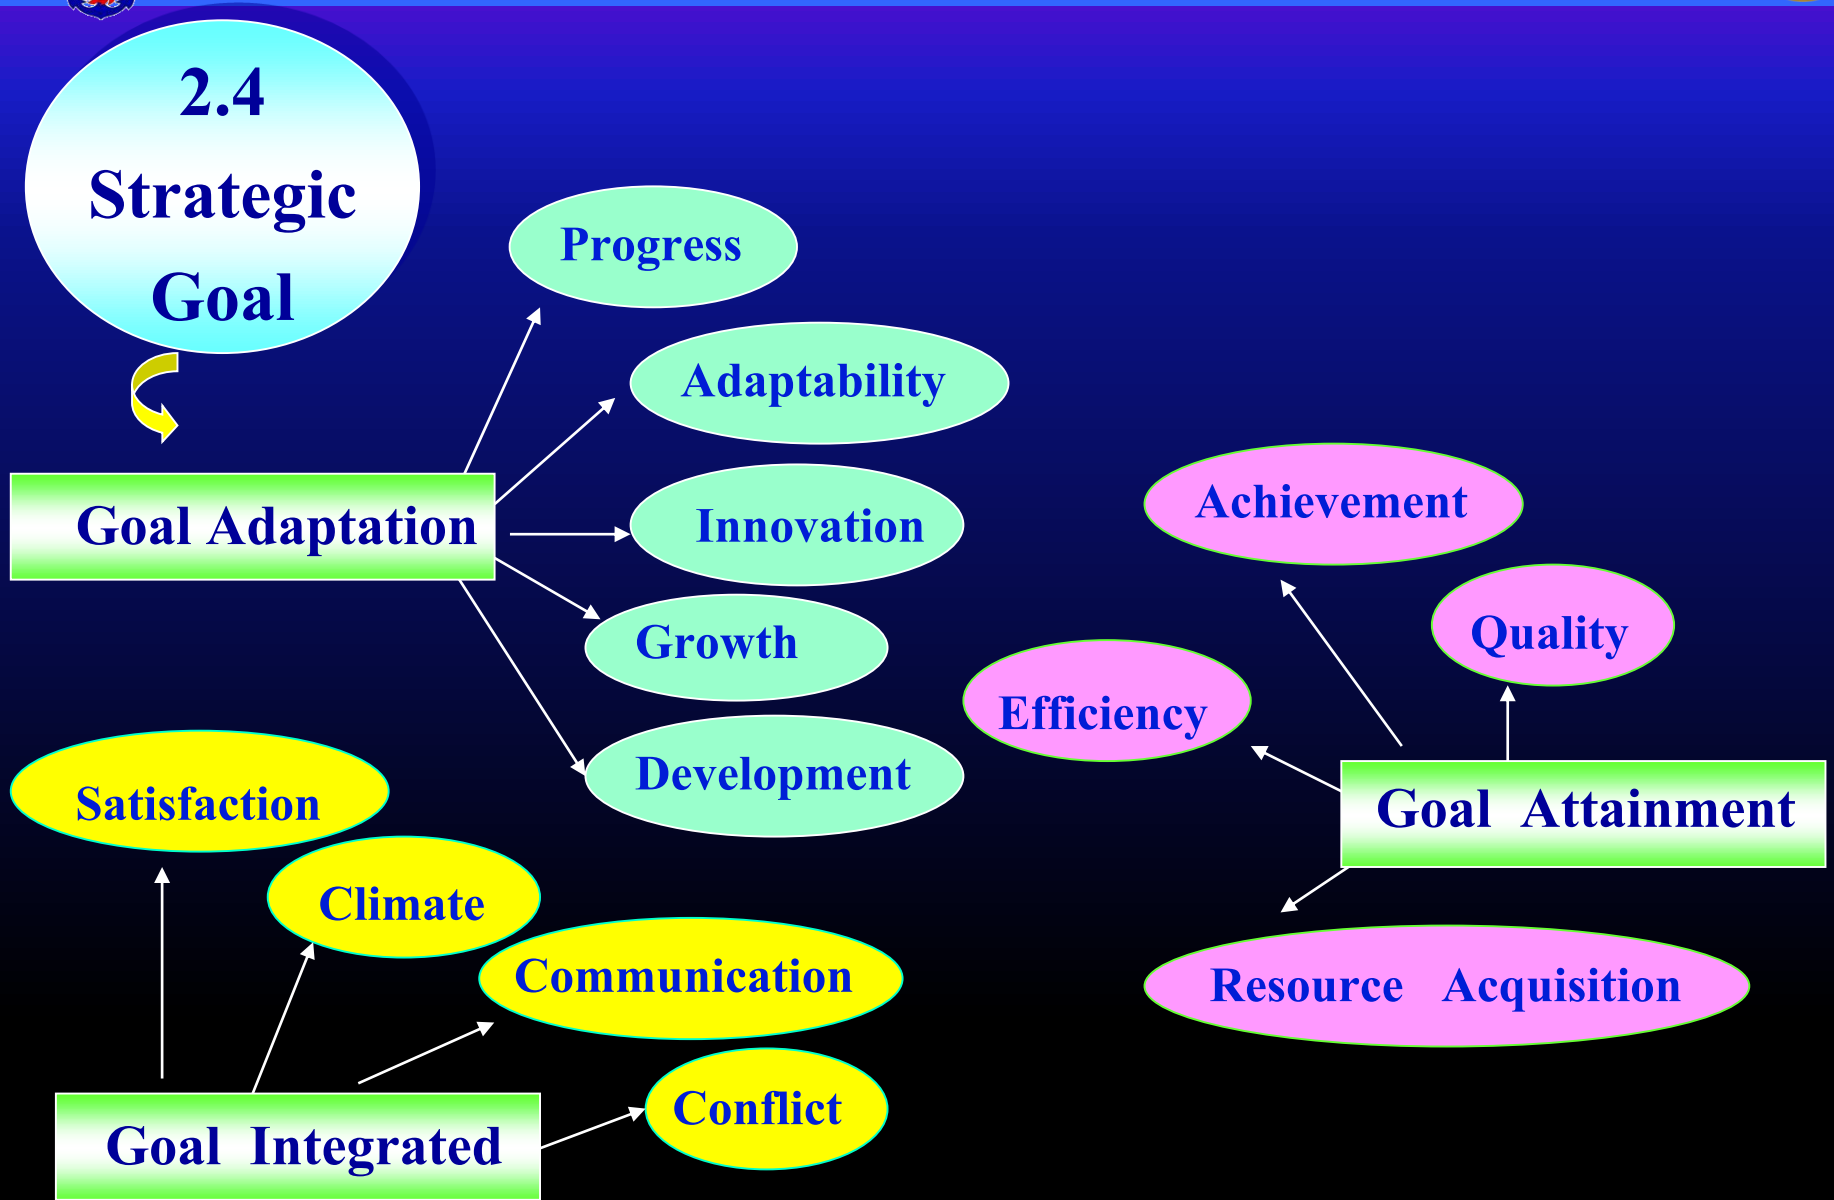 2.4
Strategic
Goal
Progress
Adaptability
Goal Adaptation
Innovation
Growth
Development
Achievement
Quality
Efficiency
Goal Attainment
Resource Acquisition
Satisfaction
Climate
Communication
Conflict
Goal Integrated